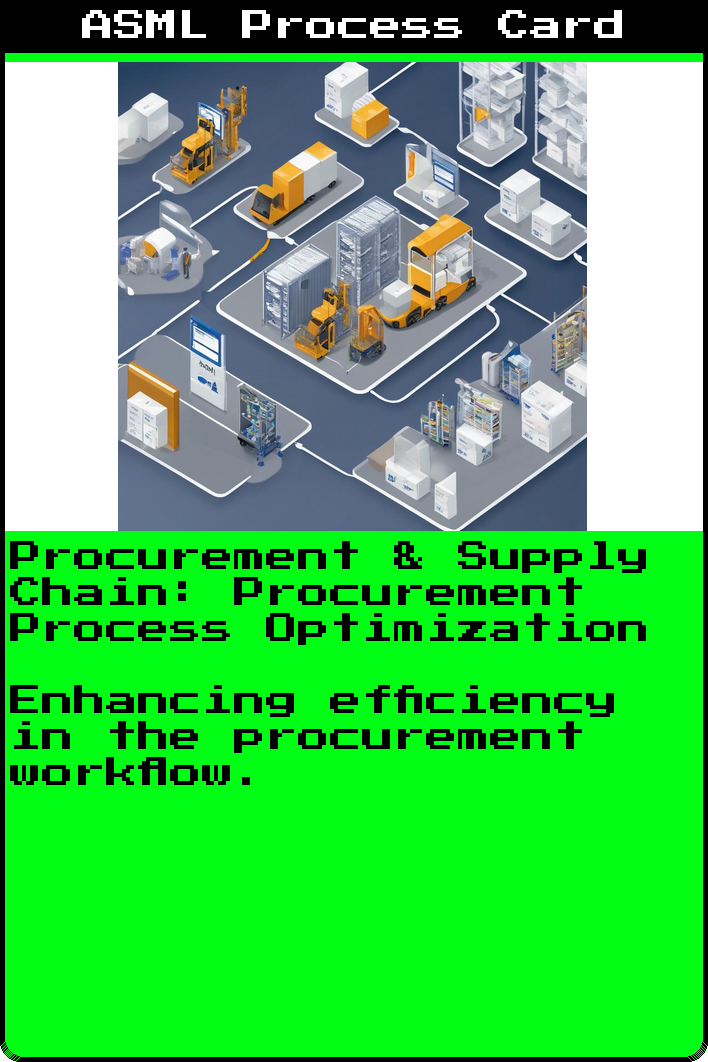 ASML Process Card
Procurement & Supply
Chain: Procurement
Process Optimization
Enhancing efficiency
in the procurement
workflow.